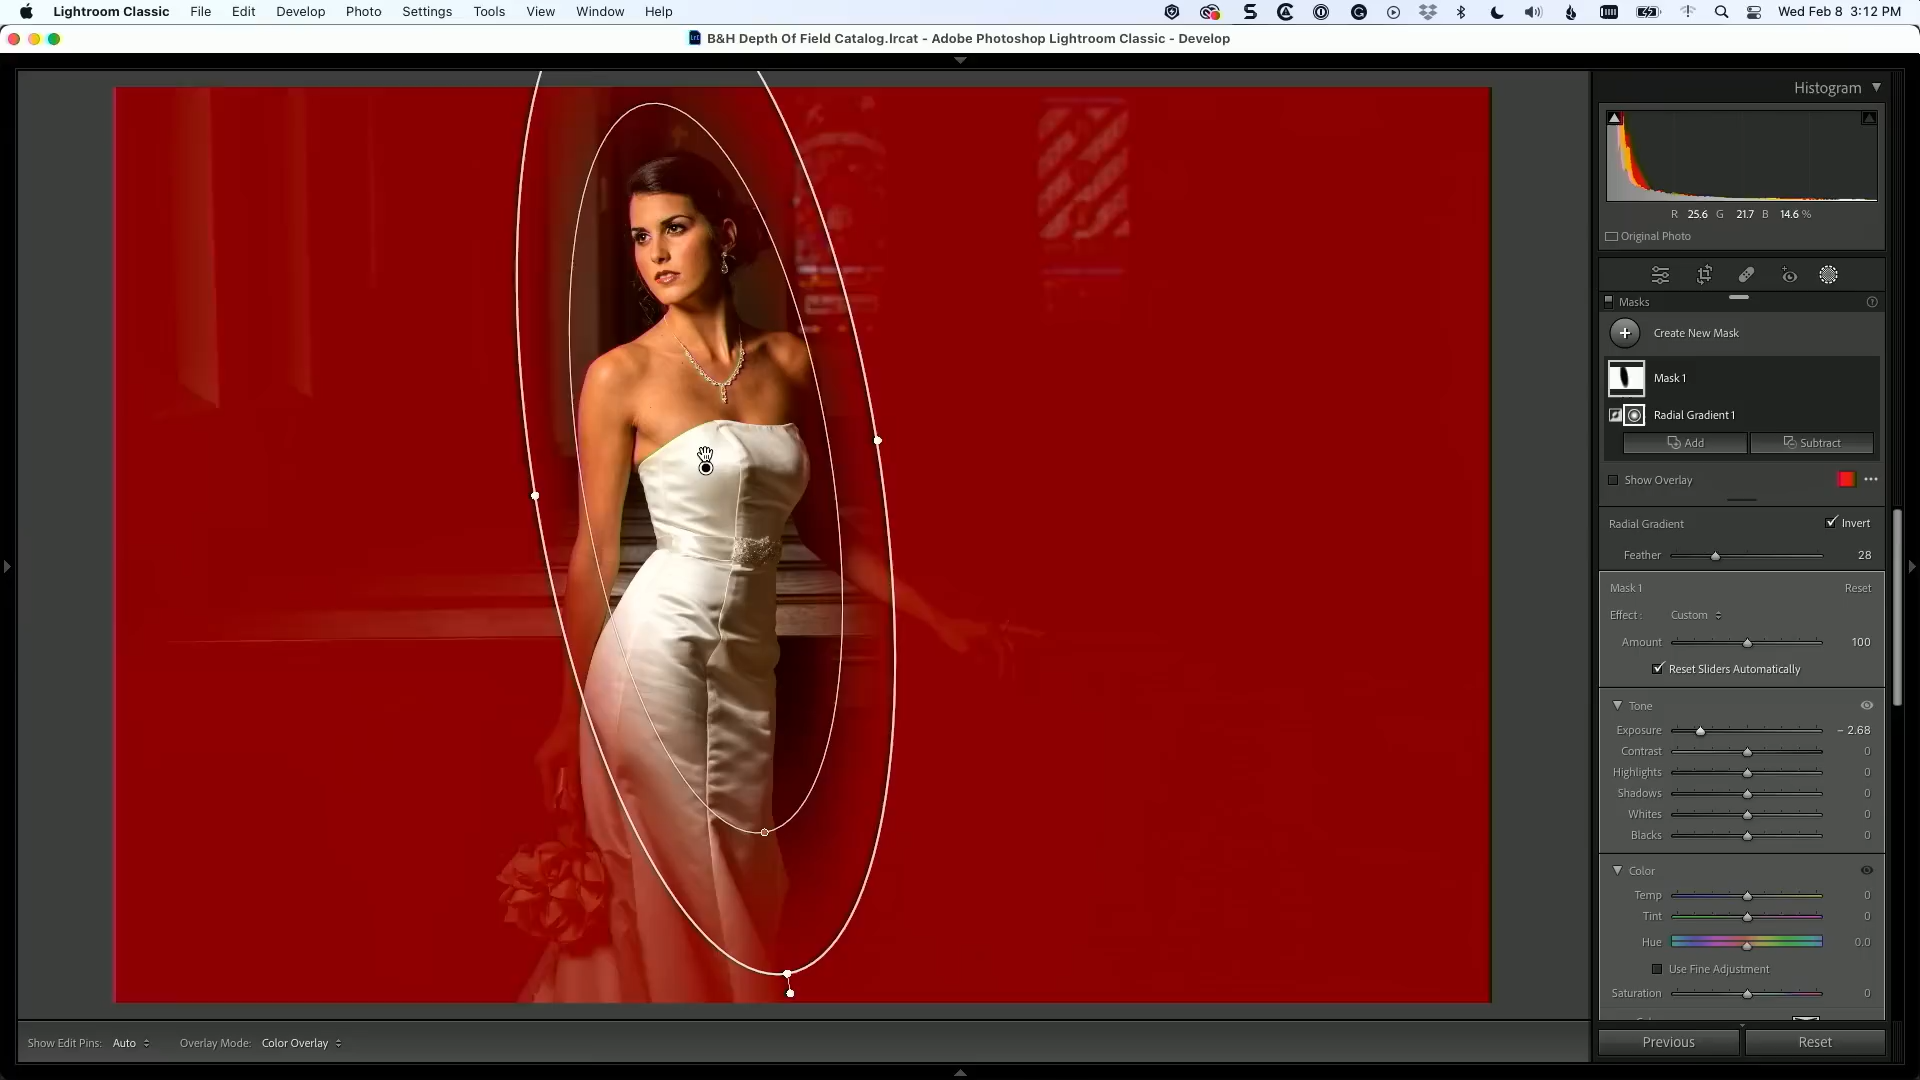 Lightroom Classic File Edit Develop Photo Settings Tools View Window Help Wed Feb 8 3:12 PM
B&H Depth Of Field Catalog.lrcat - Adobe Photoshop Lightroom Classic - Develop
Histogram
R 25.6 G 21.7 B 14.6 %
Original Photo
Masks
Create New Mask
Mask 1
Radial Gradient 1
Add Subtract
Show Overlay
Radial Gradient Invert
Feather 28
Mask 1 Reset
Effect : Custom
Amount 100
Reset Sliders Automatically
Tone
Exposure - 2.68
Contrast 0
Highlights 0
Shadows 0
Whites 0
Blacks 0
Color
Temp 0
Tint 0
Hue 0.0
Use Fine Adjustment
Saturation 0
Show Edit Pins: Auto Overlay Mode: Color Overlay
Previous Reset